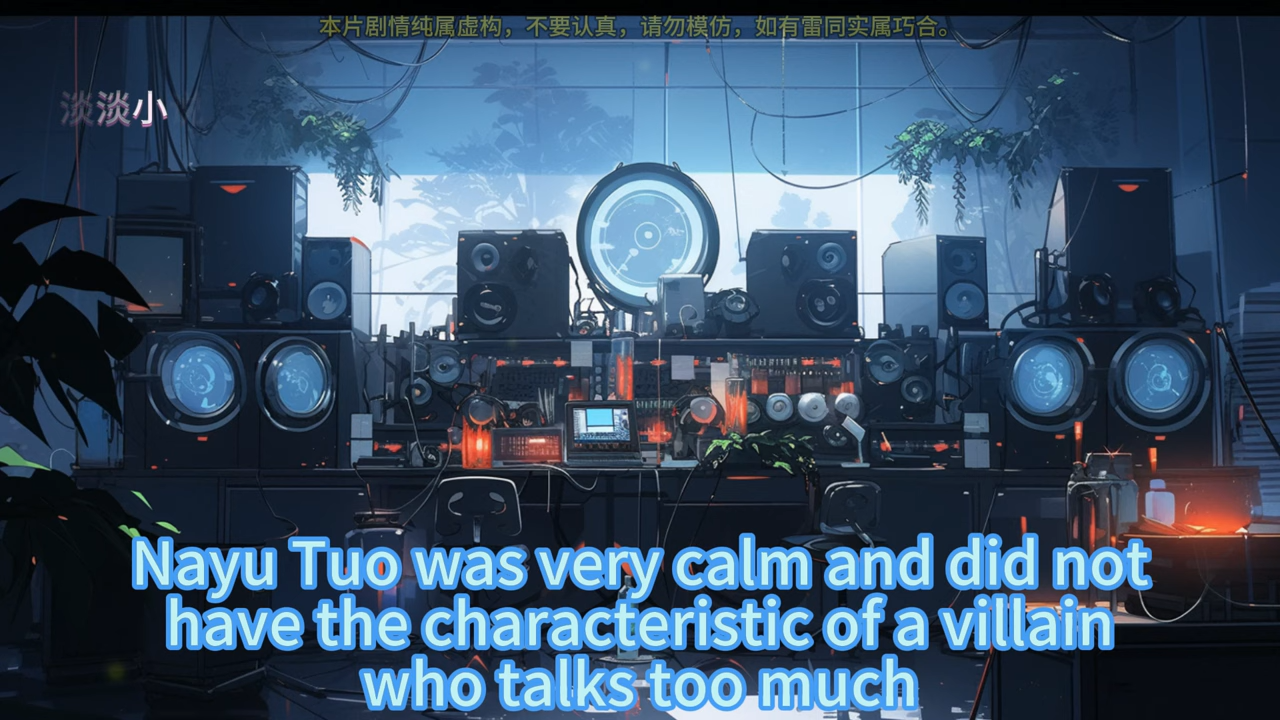 本片剧情纯属虚构，不要认真，请勿模仿，如有雷同实属巧合。
淡淡小
Nayu Tuo was very calm and did not
have the characteristic of a villain
who talks too much